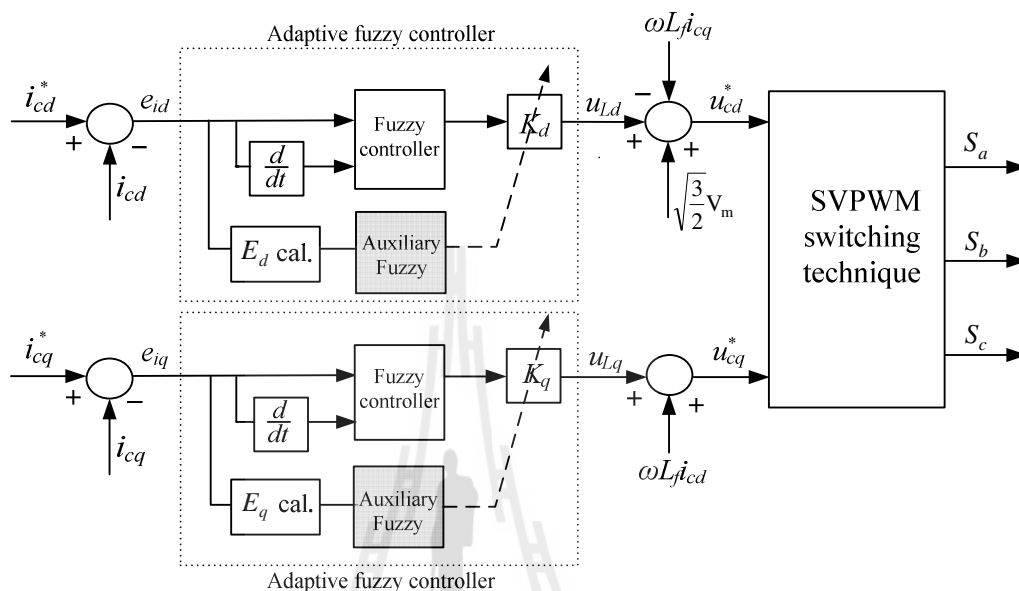 Adaptive fuzzy controller
ωL_f i_cq
i*_cd
+
−
e_id
i_cd
d/dt
Fuzzy
controller
K_d
u_Ld
−
+
+
u*_cd
√(3/2) V_m
E_d cal.
Auxiliary
Fuzzy
SVPWM
switching
technique
S_a
S_b
S_c
i*_cq
+
−
e_iq
i_cq
d/dt
Fuzzy
controller
K_q
u_Lq
+
+
u*_cq
ωL_f i_cd
E_q cal.
Auxiliary
Fuzzy
Adaptive fuzzy controller